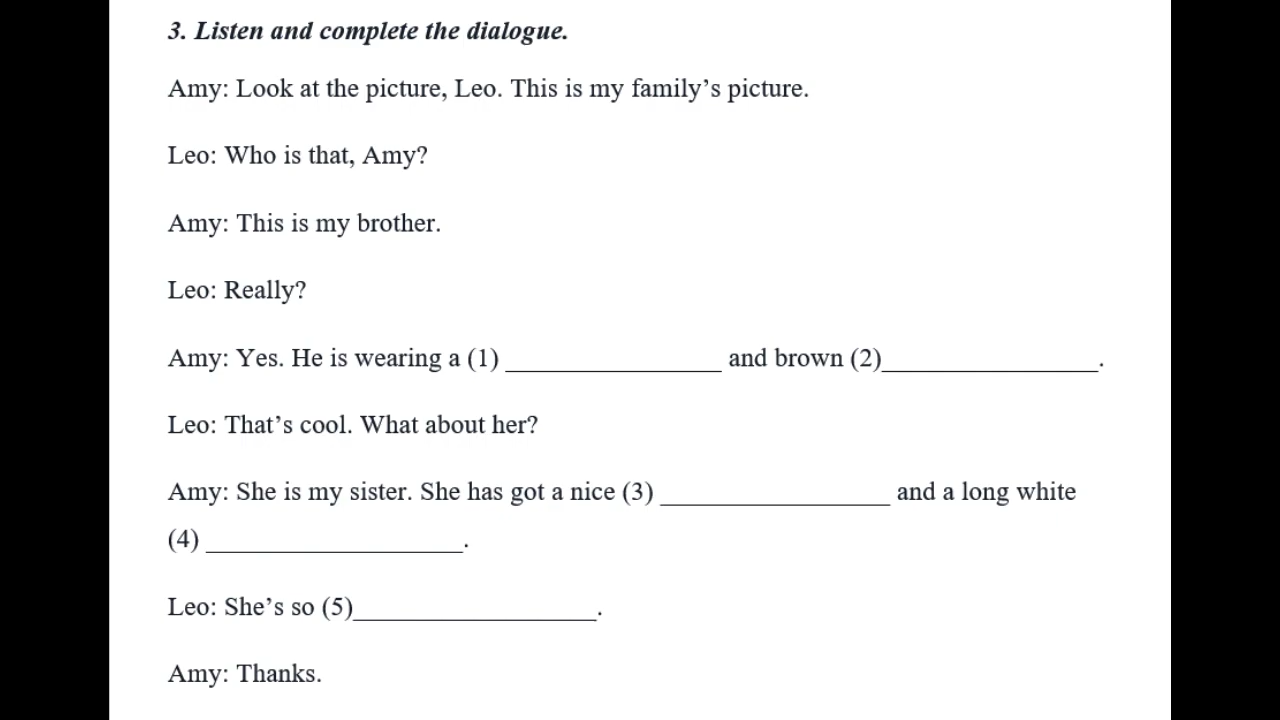 3. Listen and complete the dialogue.
Amy: Look at the picture, Leo. This is my family’s picture.
Leo: Who is that, Amy?
Amy: This is my brother.
Leo: Really?
Amy: Yes. He is wearing a (1) ________________ and brown (2)________________.
Leo: That’s cool. What about her?
Amy: She is my sister. She has got a nice (3) _________________ and a long white
(4) ___________________.
Leo: She’s so (5)__________________.
Amy: Thanks.